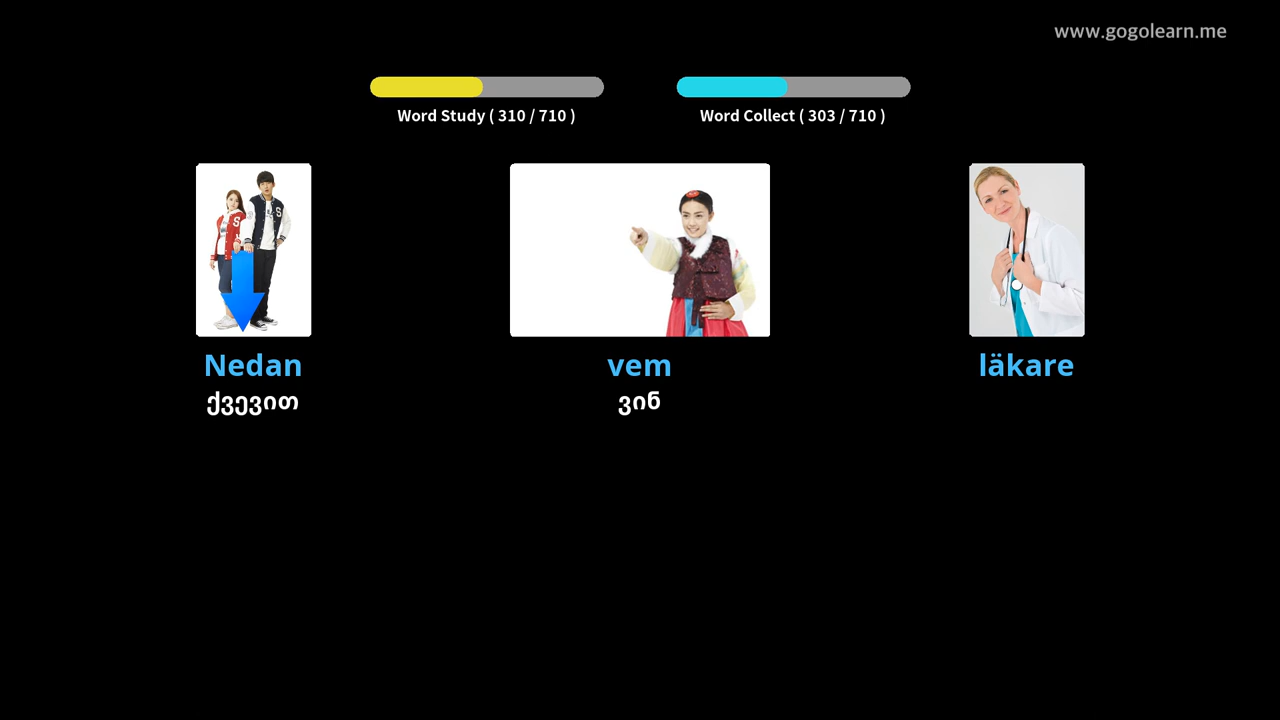 www.gogolearn.me
Word Study ( 310 / 710 )
Word Collect ( 303 / 710 )
Nedan
ქვევით
vem
ვინ
läkare